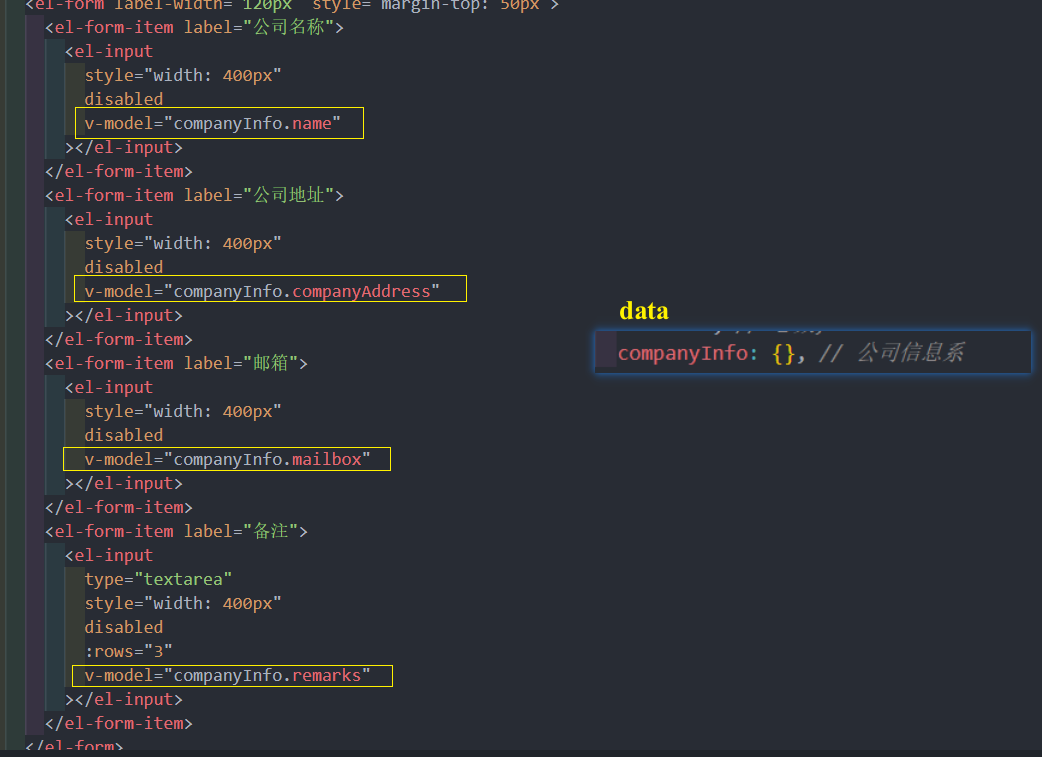 <el-form label-width="120px" style="margin-top: 50px">
<el-form-item label="公司名称">
<el-input
style="width: 400px"
disabled
v-model="companyInfo.name"
></el-input>
</el-form-item>
<el-form-item label="公司地址">
<el-input
style="width: 400px"
disabled
v-model="companyInfo.companyAddress"
></el-input>
</el-form-item>
<el-form-item label="邮箱">
<el-input
style="width: 400px"
disabled
v-model="companyInfo.mailbox"
></el-input>
</el-form-item>
<el-form-item label="备注">
<el-input
type="textarea"
style="width: 400px"
disabled
:rows="3"
v-model="companyInfo.remarks"
></el-input>
</el-form-item>
</el-form>
data
companyInfo: {}, // 公司信息系